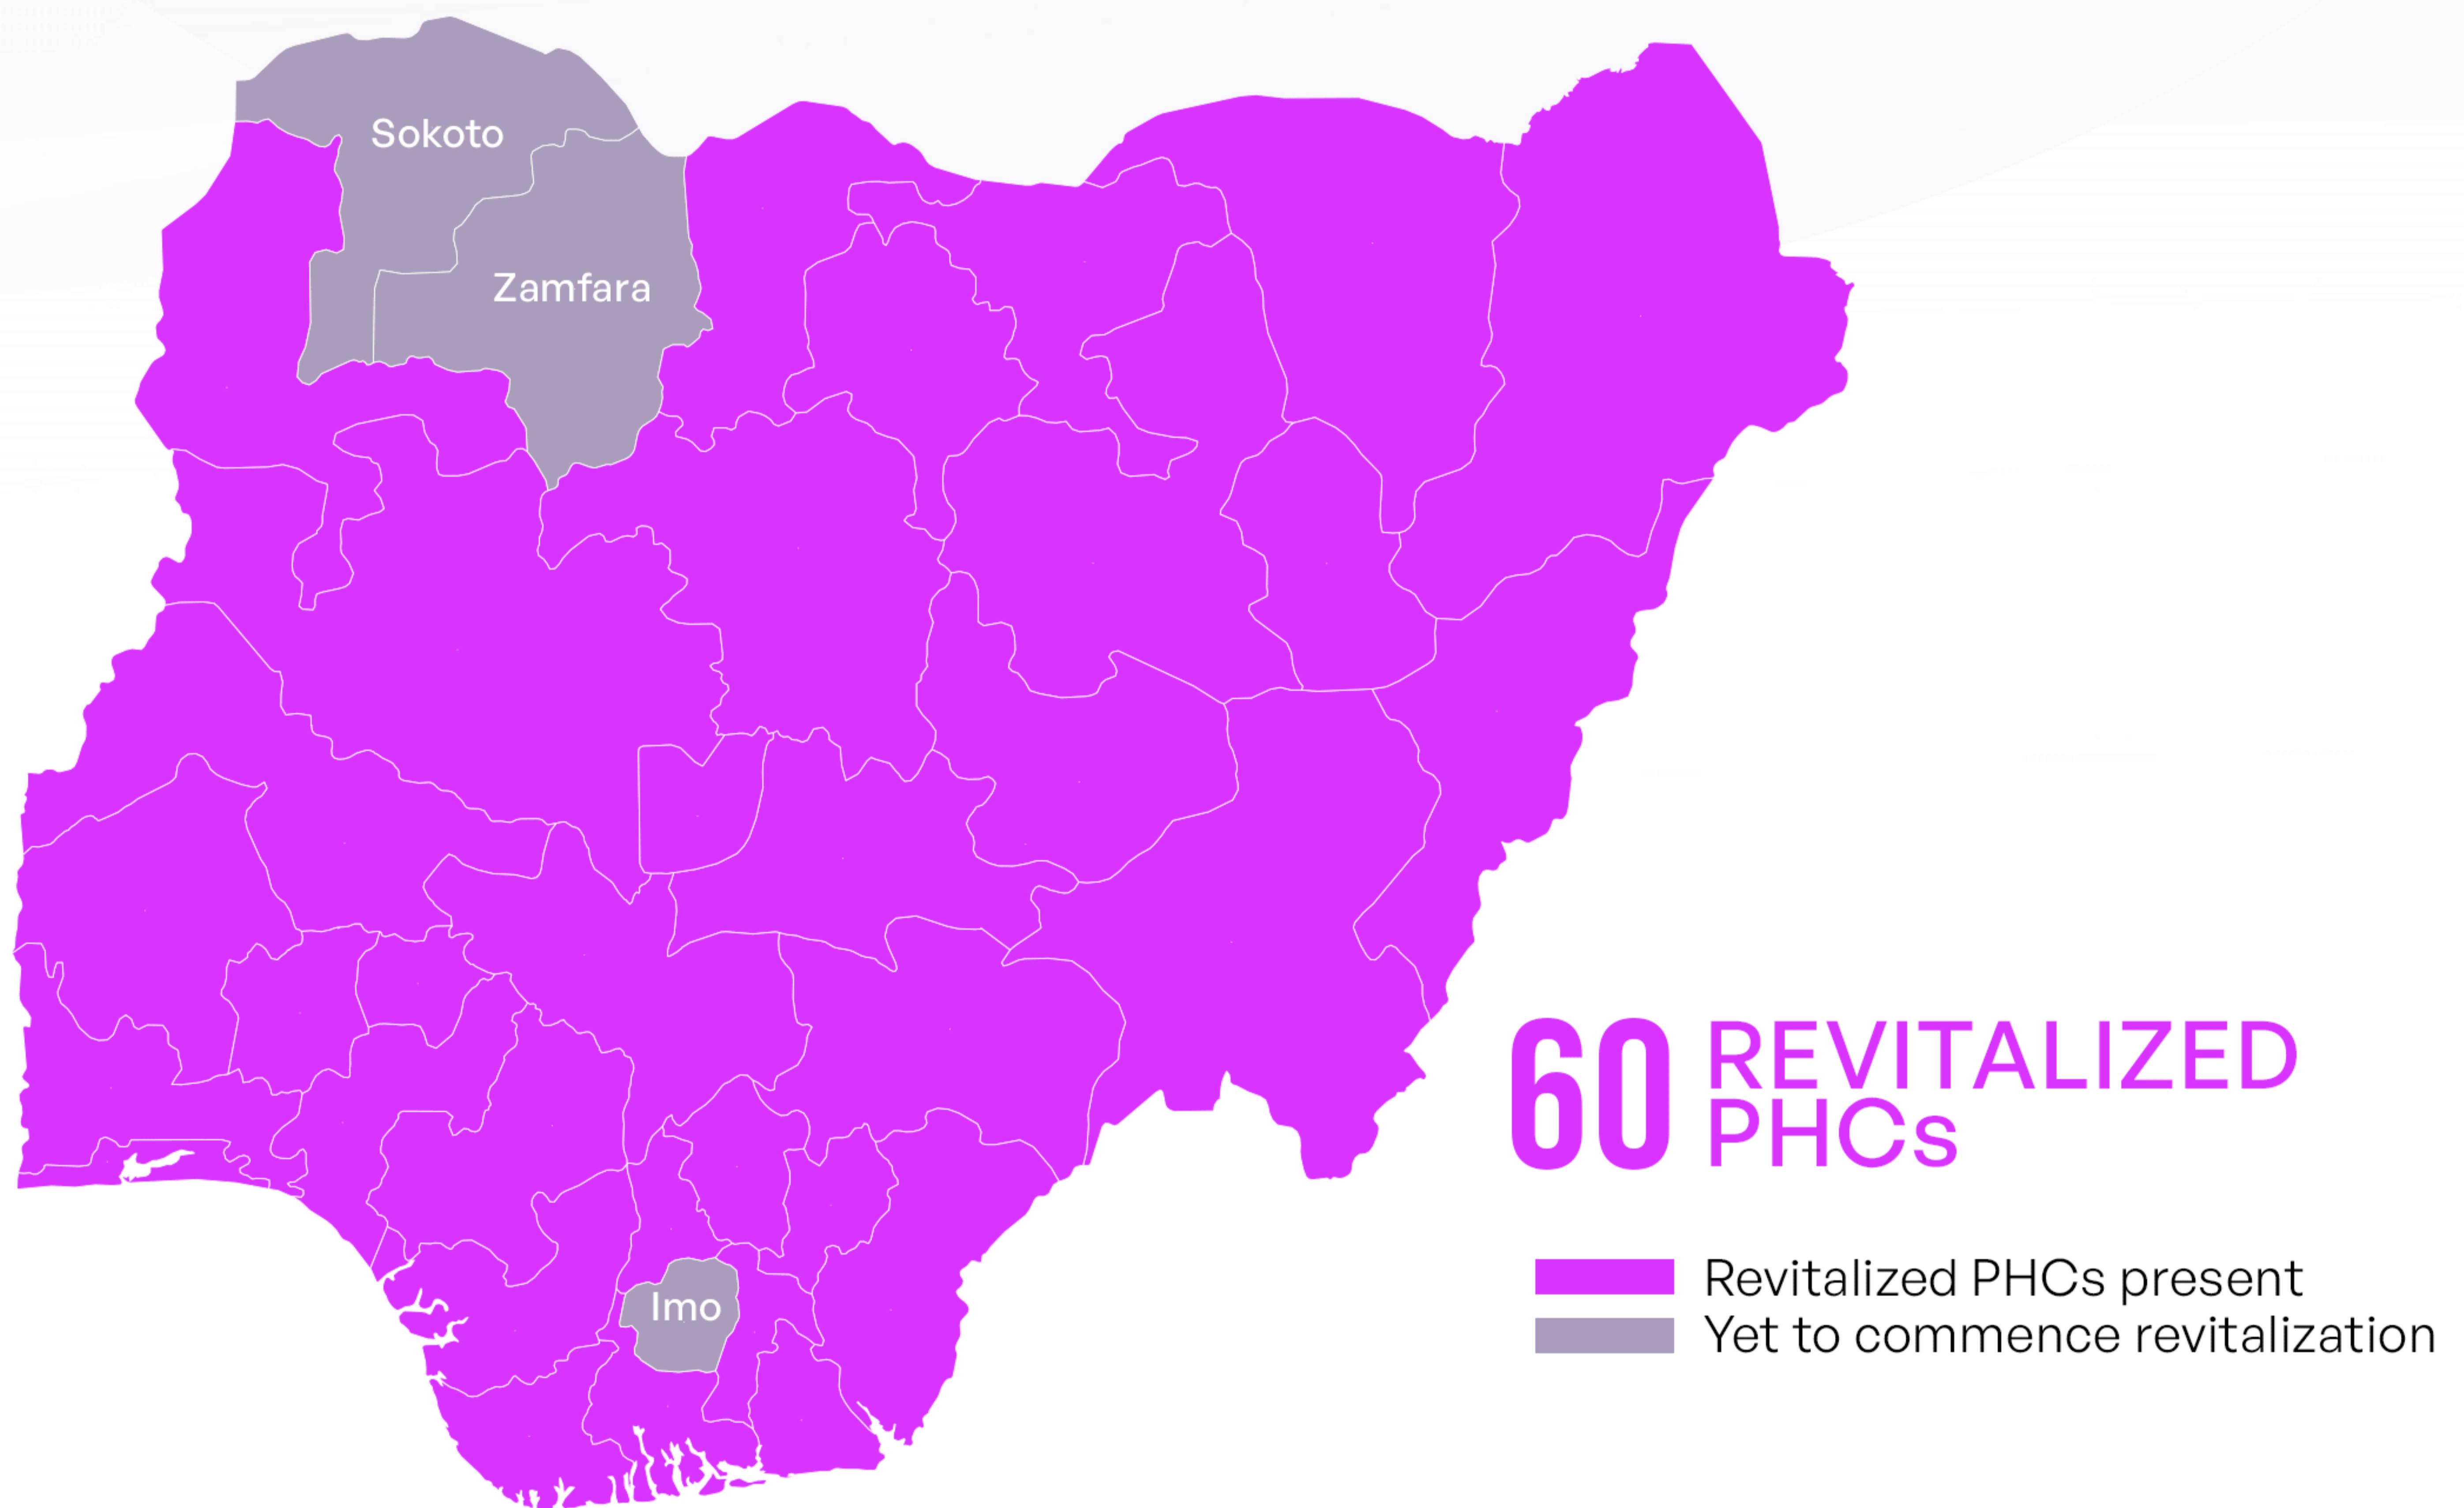 Sokoto
Zamfara
Imo
60 REVITALIZED
PHCs
Revitalized PHCs present
Yet to commence revitalization